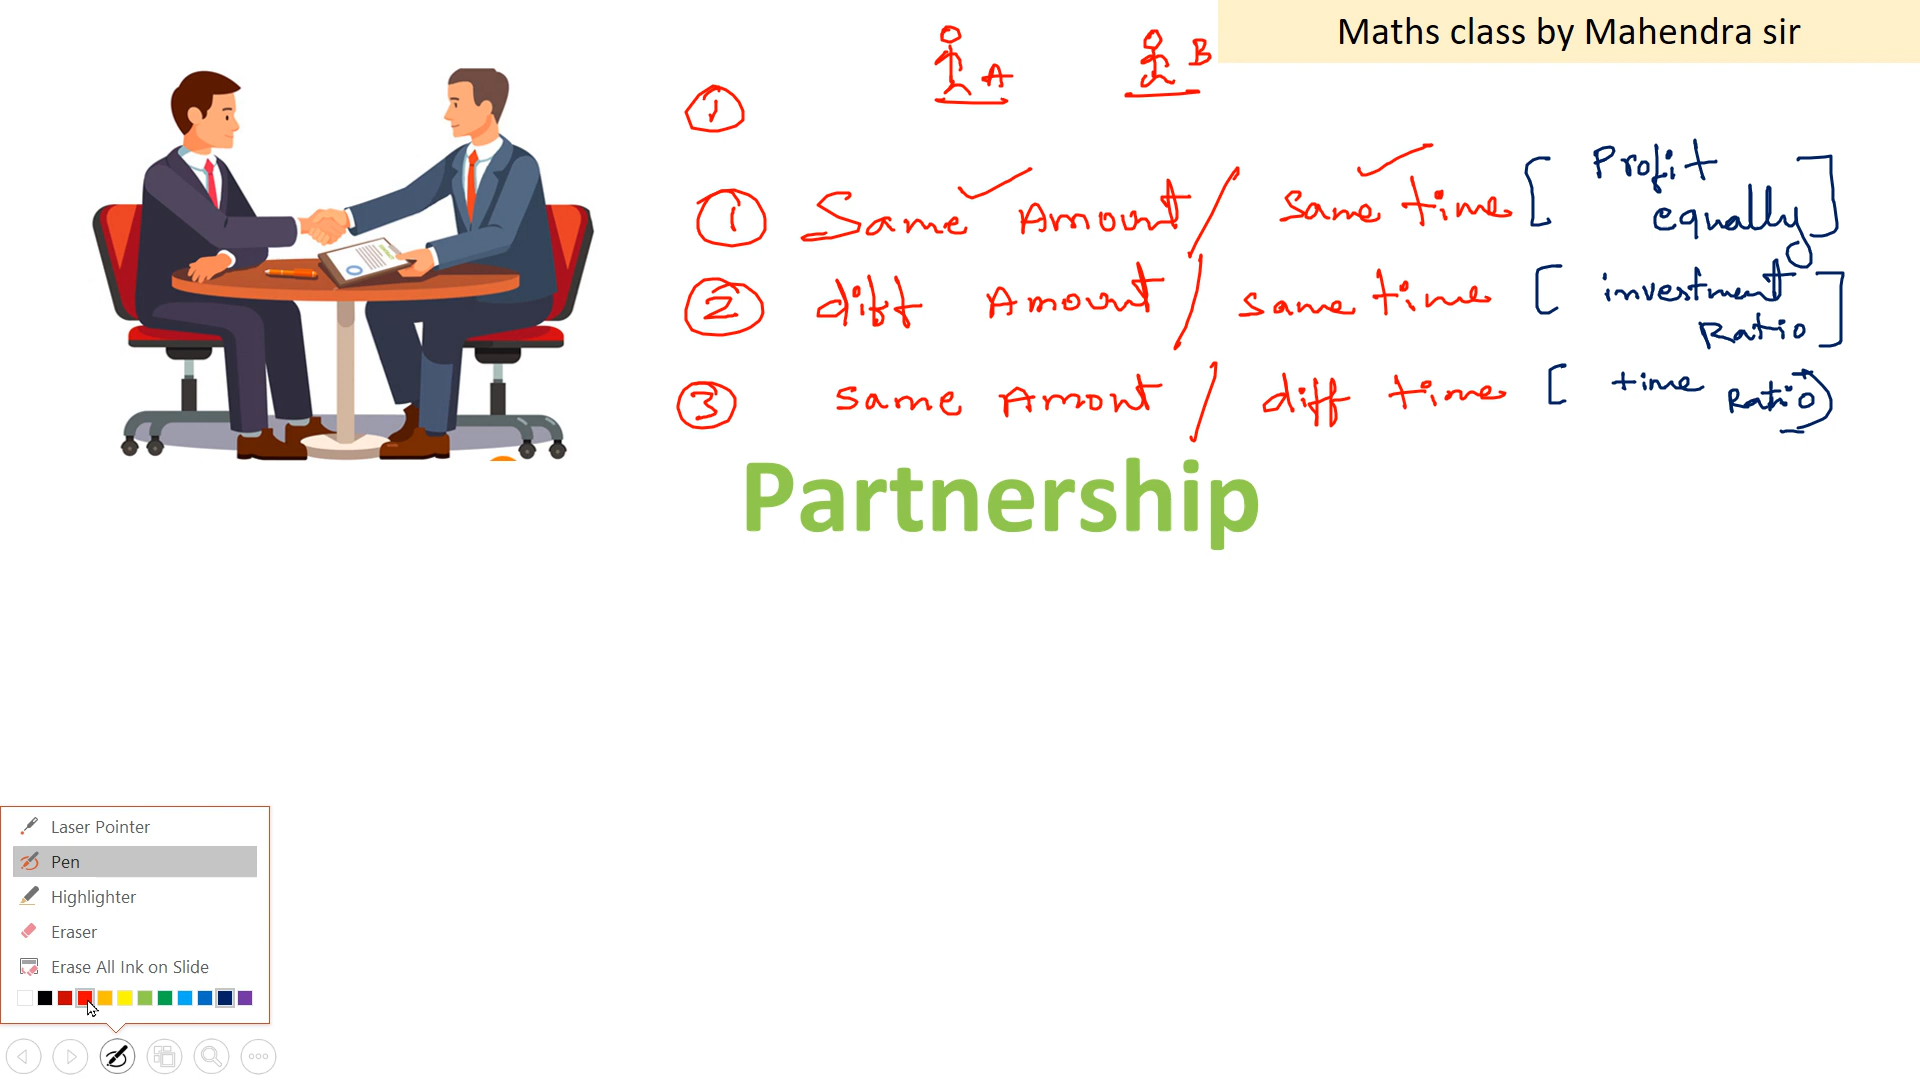 Maths class by Mahendra sir
A B
1
1 Same Amount / same time [ Profit equally ]
2 diff Amount / same time [ investment Ratio ]
3 same Amont / diff time [ time Ratio )
Partnership
Laser Pointer
Pen
Highlighter
Eraser
Erase All Ink on Slide